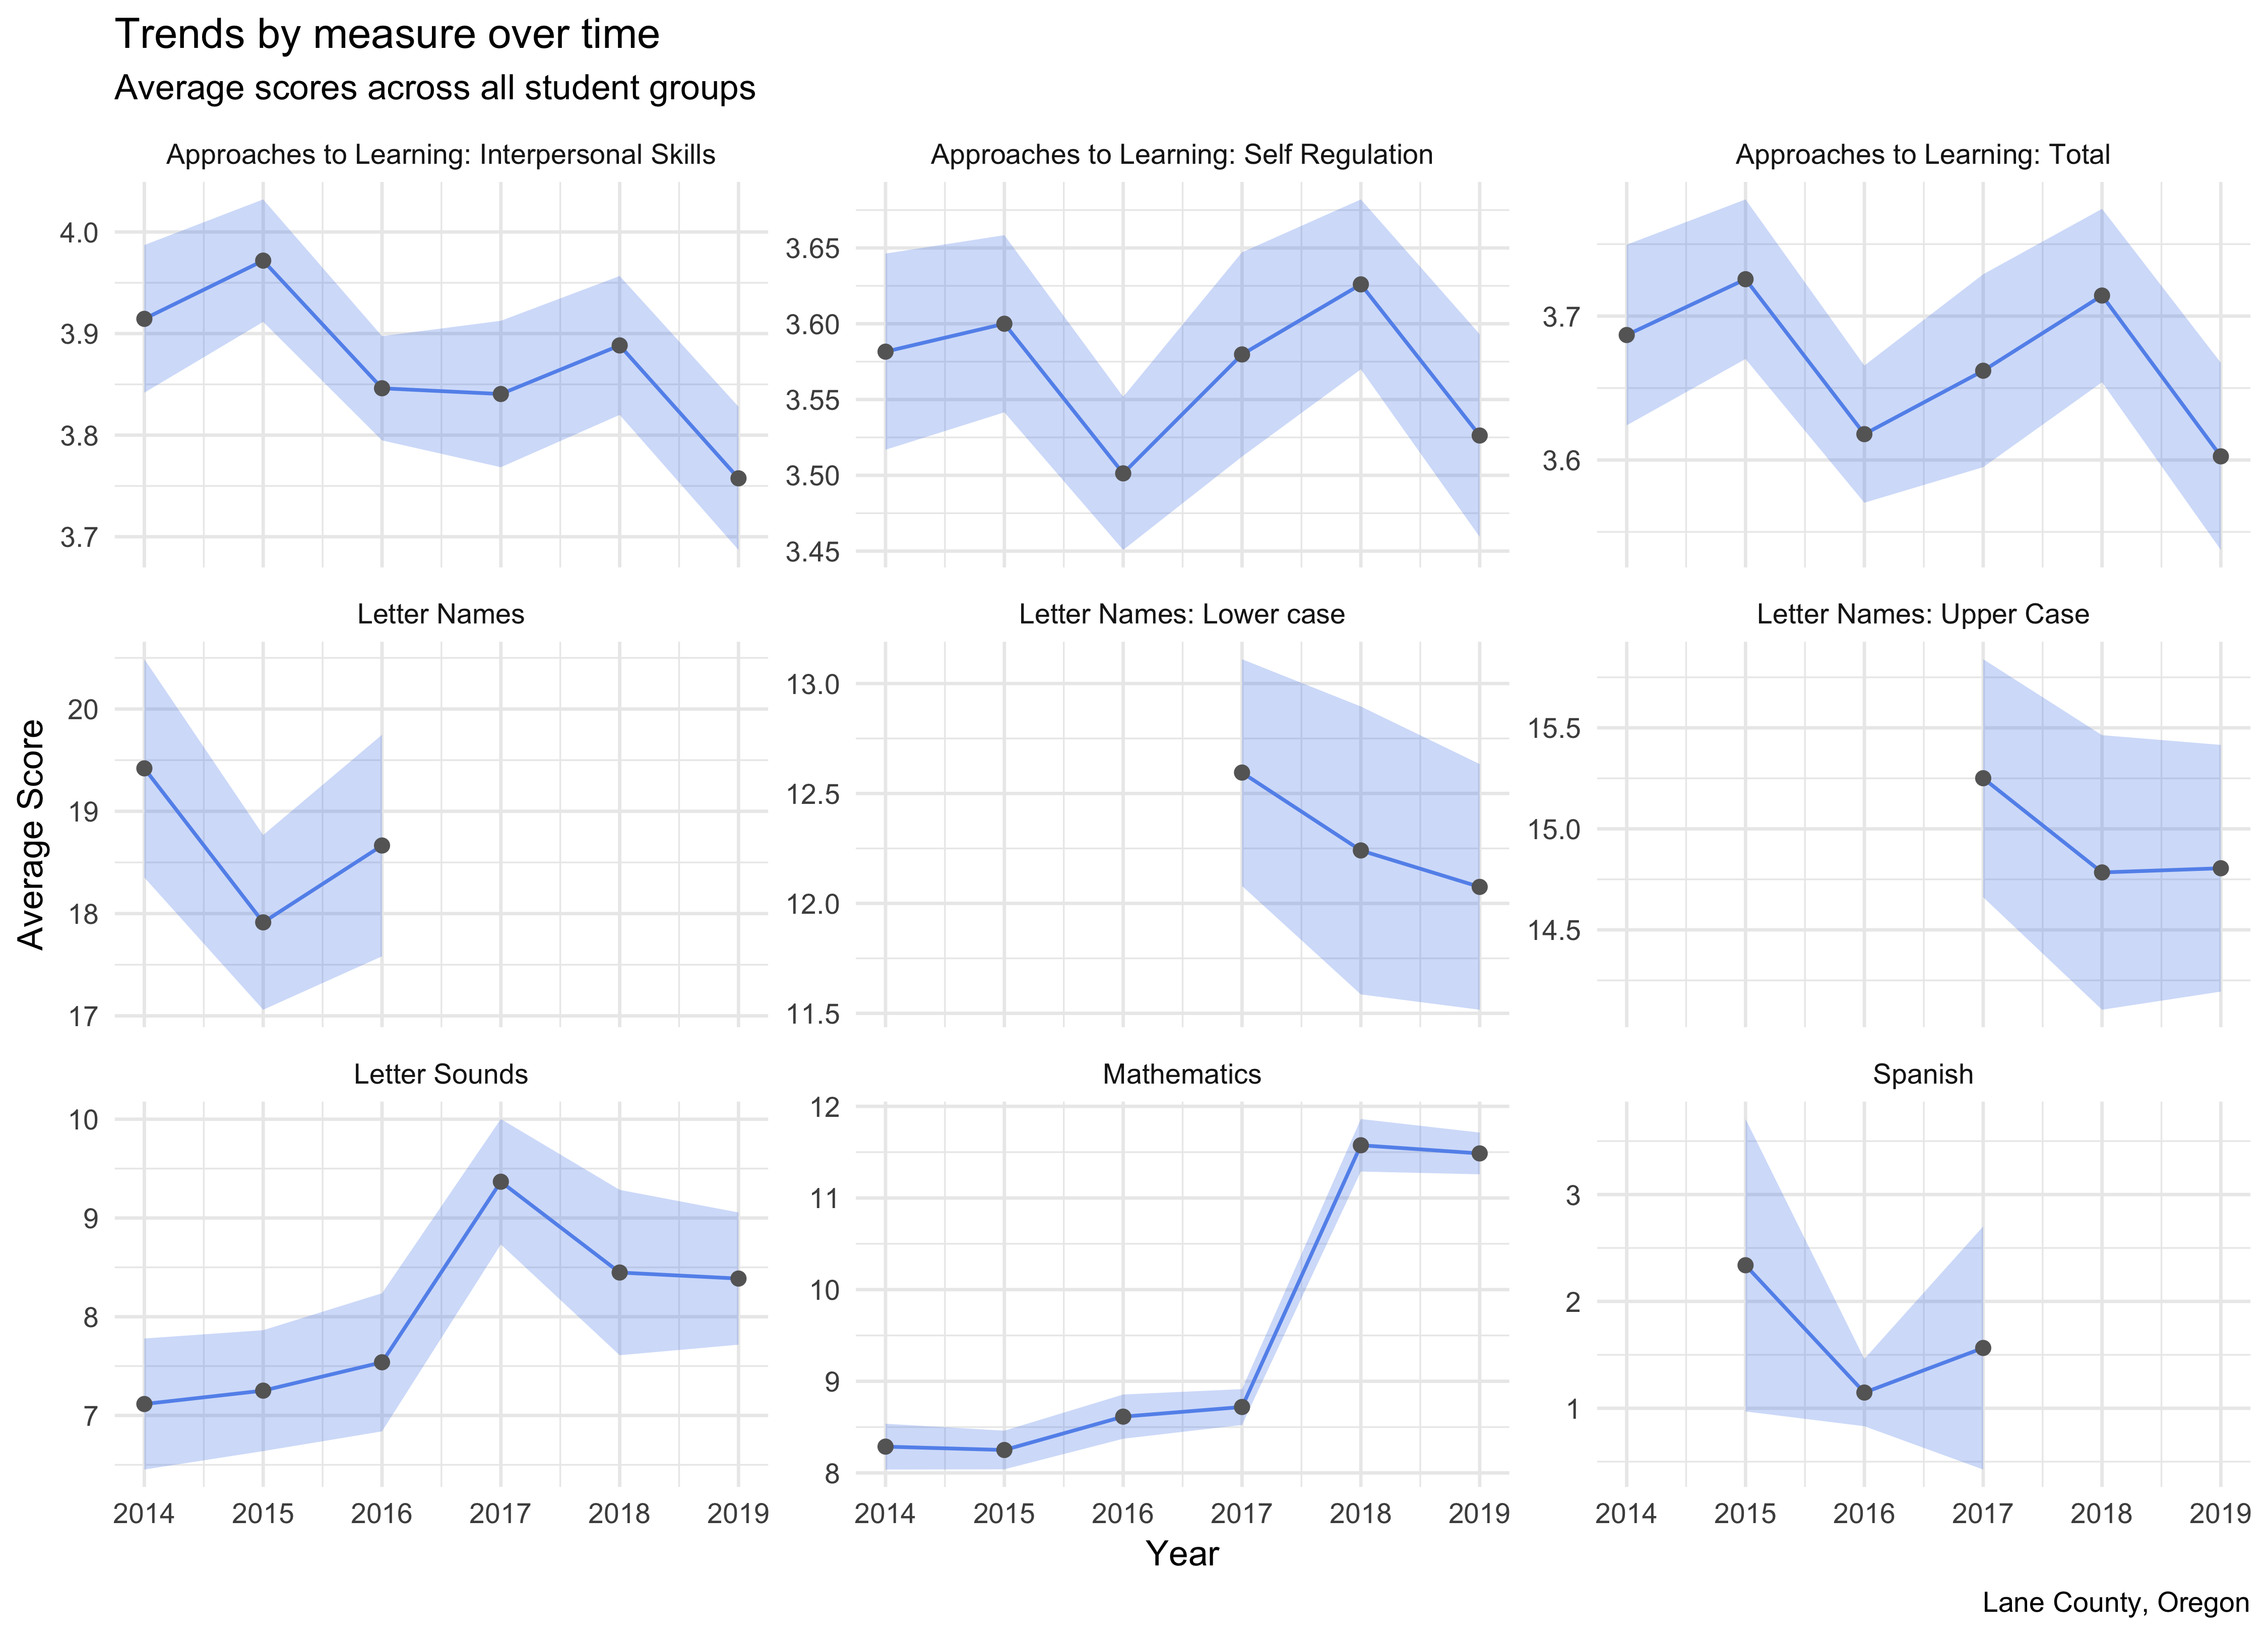 Trends by measure over time
Average scores across all student groups
Approaches to Learning: Interpersonal Skills
Approaches to Learning: Self Regulation
Approaches to Learning: Total
4.0
3.9
3.8
3.7
3.65
3.60
3.55
3.50
3.45
3.7
3.6
Letter Names
Letter Names: Lower case
Letter Names: Upper Case
Average Score
20
19
18
17
13.0
12.5
12.0
11.5
15.5
15.0
14.5
Letter Sounds
Mathematics
Spanish
10
9
8
7
12
11
10
9
8
3
2
1
2014 2015 2016 2017 2018 2019
2014 2015 2016 2017 2018 2019
2014 2015 2016 2017 2018 2019
Year
Lane County, Oregon